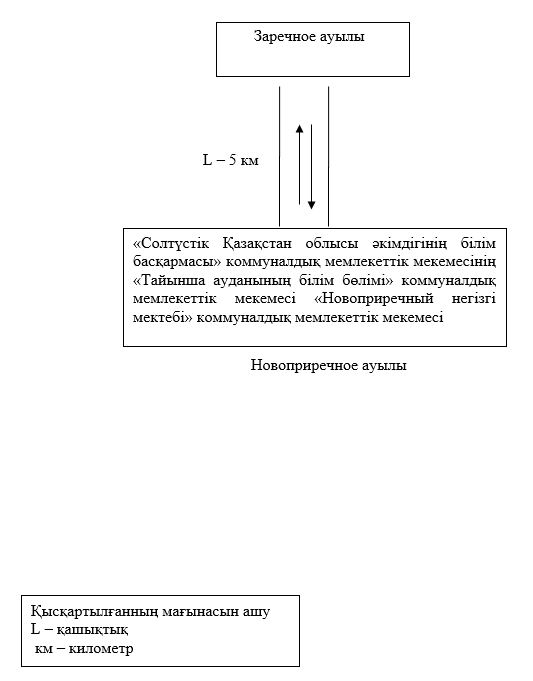 Заречное ауылы
L – 5 км
«Солтүстік Қазақстан облысы әкімдігінің білім
басқармасы» коммуналдық мемлекеттік мекемесінің
«Тайынша ауданының білім бөлімі» коммуналдық
мемлекеттік мекемесі «Новоприречный негізгі
мектебі» коммуналдық мемлекеттік мекемесі
Новоприречное ауылы
Қысқартылғанның мағынасын ашу
L – қашықтық
км – километр